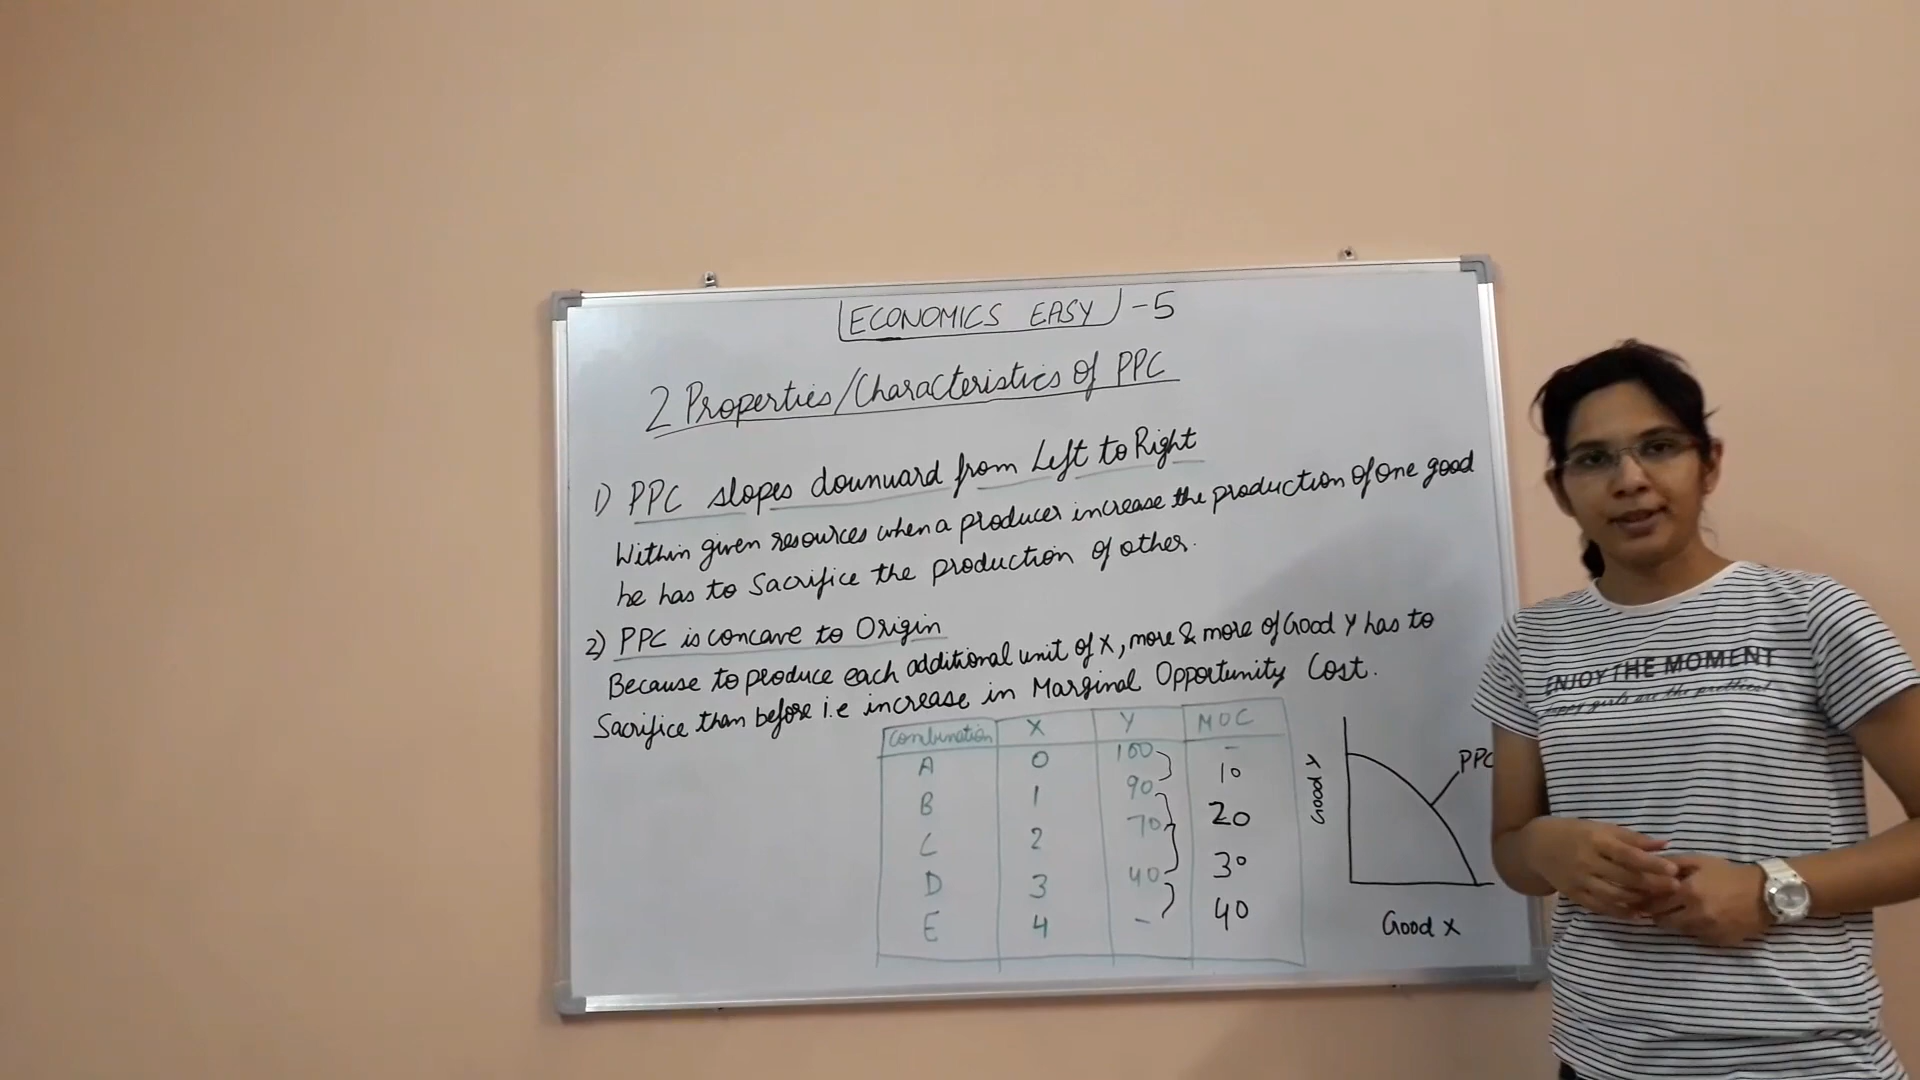 ECONOMICS EASY -5
2 Properties/Characteristics Of PPC
1) PPC slopes downward from Left to Right
Within given resources when a producer increase the production of one good
he has to Sacrifice the production of other.
2) PPC is concave to Origin
Because to produce each additional unit of X, more & more of Good Y has to
Sacrifice than before i.e increase in Marginal Opportunity Cost.
Combination X Y MOC
A 0 100 -
B 1 90 10
C 2 70 20
D 3 40 30
E 4 - 40
Good Y
PPC
Good X
ENJOY THE MOMENT
girls are the prettiest